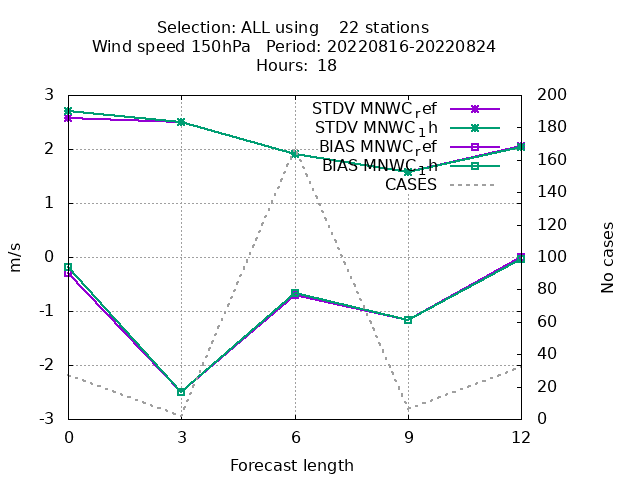 Selection: ALL using    22 stations
Wind speed 150hPa   Period: 20220816-20220824
Hours: 18
STDV MNWC_ref
STDV MNWC_1h
BIAS MNWC_ref
BIAS MNWC_1h
CASES
3
2
1
0
-1
-2
-3
m/s
200
180
160
140
120
100
80
60
40
20
0
No cases
0 3 6 9 12
Forecast length